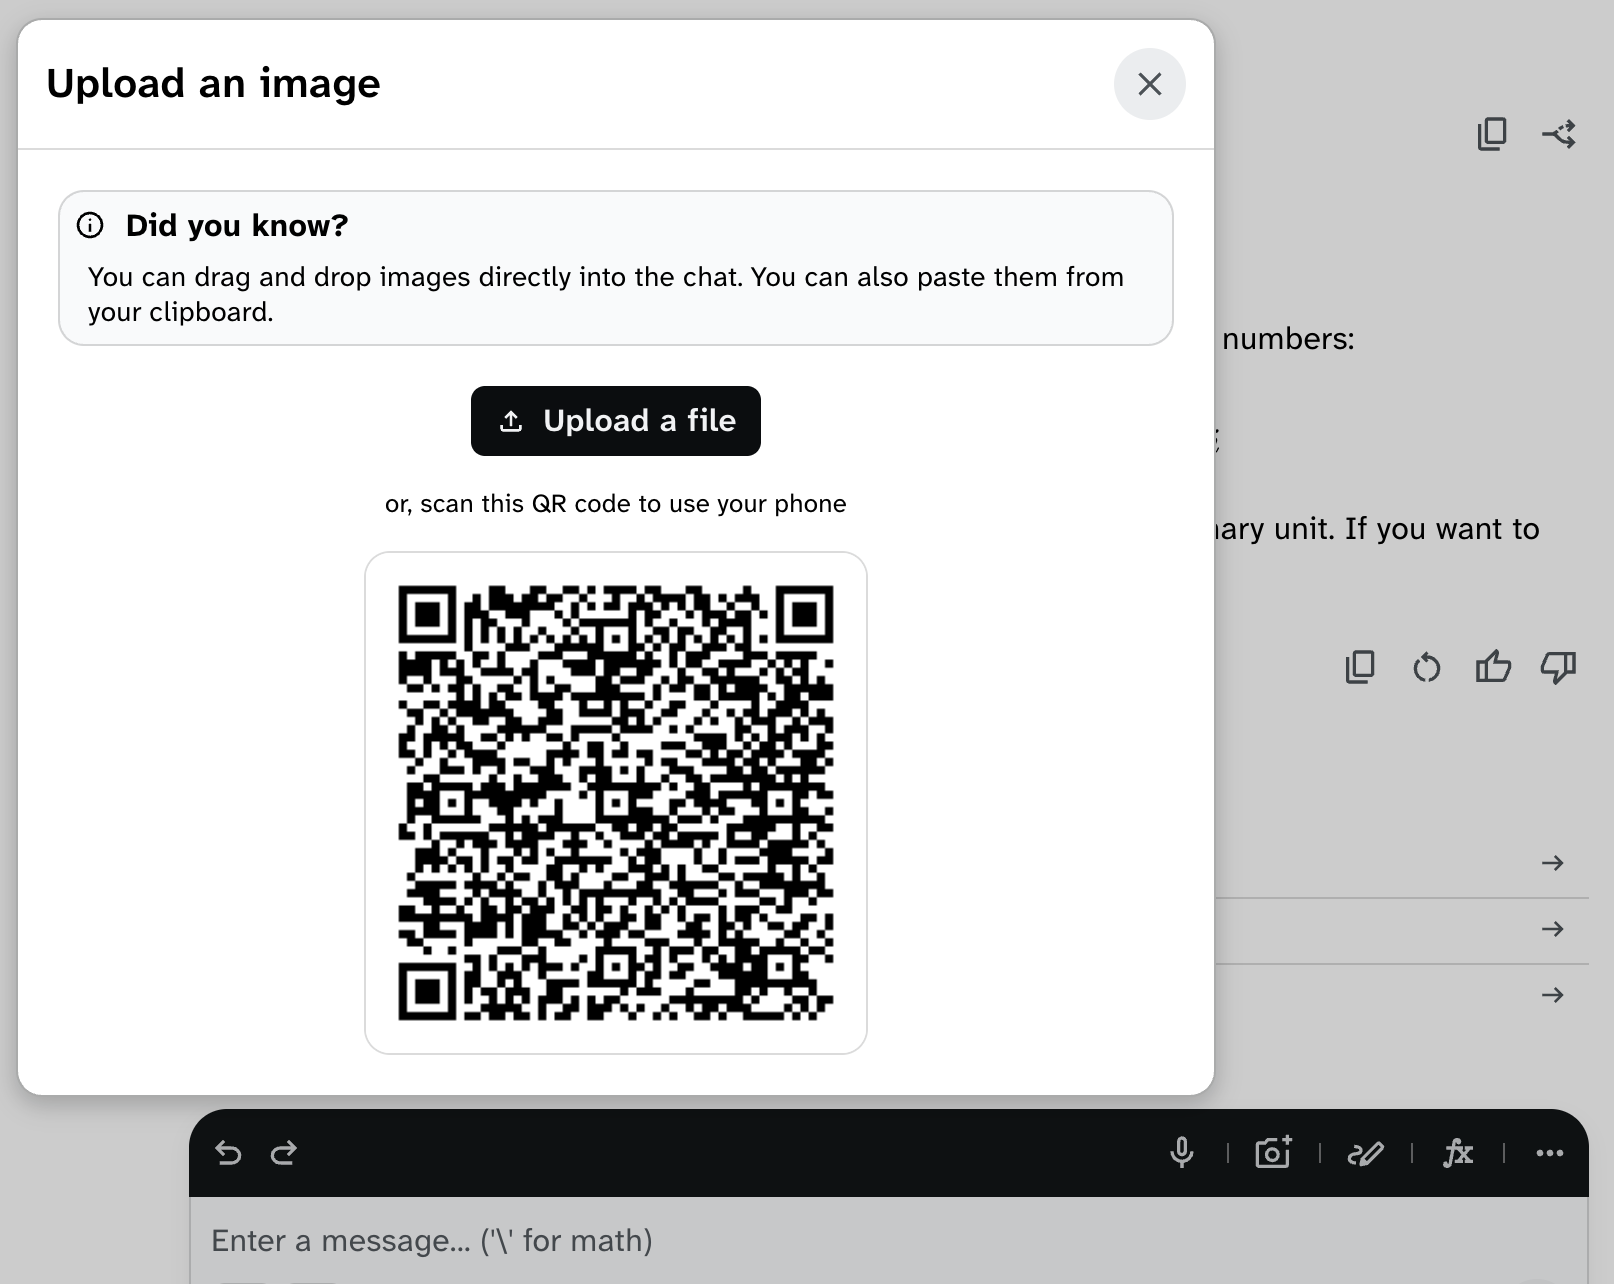 Upload an image
Did you know?
You can drag and drop images directly into the chat. You can also paste them from
your clipboard.
numbers:
Upload a file
or, scan this QR code to use your phone
unit. If you want to
fx
Enter a message... ('\' for math)